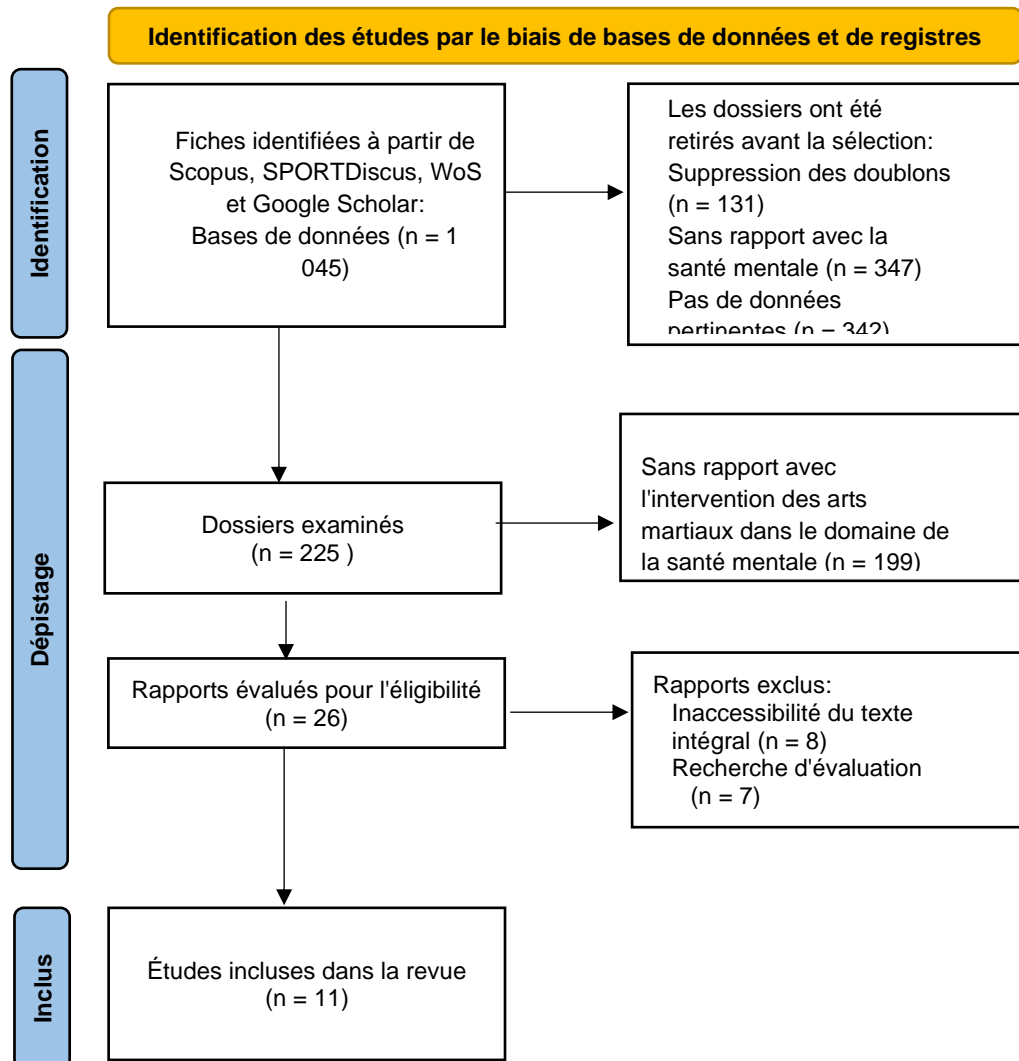 Identification des études par le biais de bases de données et de registres
Identification
Fiches identifiées à partir de
Scopus, SPORTDiscus, WoS
et Google Scholar:
Bases de données (n = 1
045)
Les dossiers ont été
retirés avant la sélection:
Suppression des doublons
(n = 131)
Sans rapport avec la
santé mentale (n = 347)
Pas de données
pertinentes (n = 342)
Dépistage
Dossiers examinés
(n = 225 )
Sans rapport avec
l'intervention des arts
martiaux dans le domaine de
la santé mentale (n = 199)
Rapports évalués pour l'éligibilité
(n = 26)
Rapports exclus:
Inaccessibilité du texte
intégral (n = 8)
Recherche d'évaluation
(n = 7)
Inclus
Études incluses dans la revue
(n = 11)